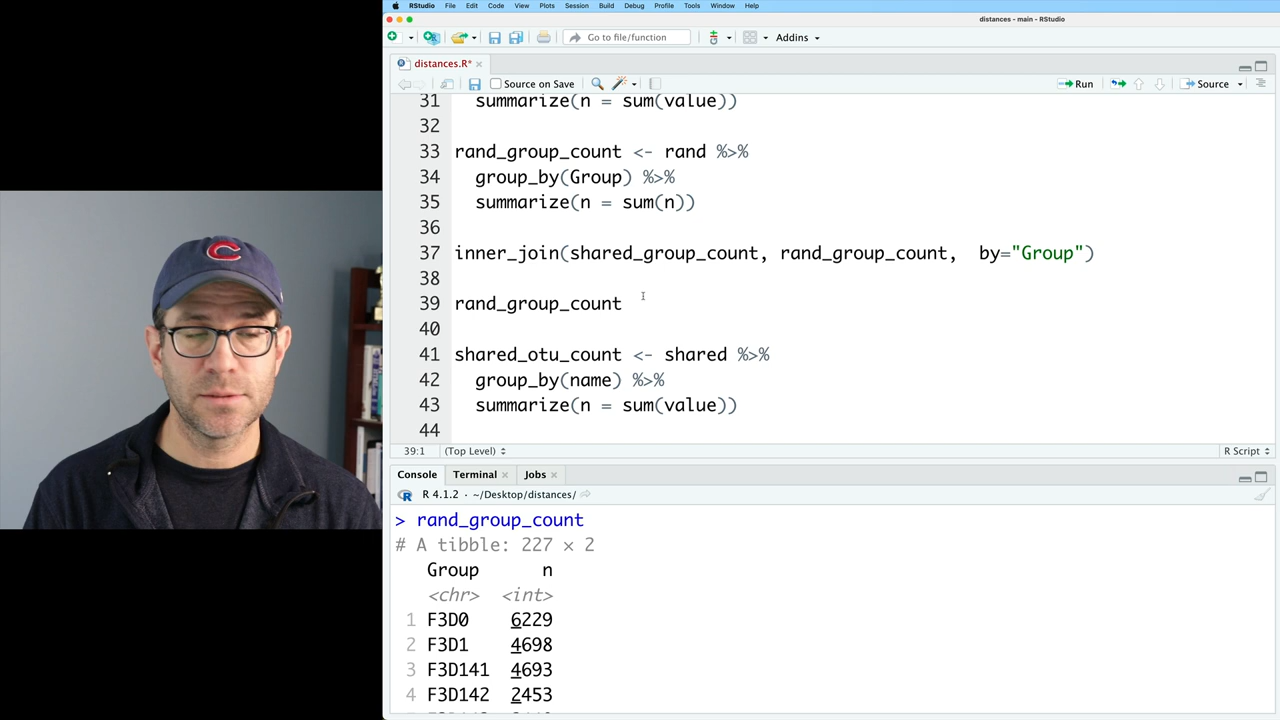 RStudio File Edit Code View Plots Session Build Debug Profile Tools Window Help
distances - main - RStudio
Go to file/function Addins
distances.R*
Source on Save Run Source
31 summarize(n = sum(value))
32
33 rand_group_count <- rand %>%
34 group_by(Group) %>%
35 summarize(n = sum(n))
36
37 inner_join(shared_group_count, rand_group_count,  by="Group")
38
39 rand_group_count
40
41 shared_otu_count <- shared %>%
42 group_by(name) %>%
43 summarize(n = sum(value))
44
39:1 (Top Level) R Script
Console Terminal Jobs
R 4.1.2 · ~/Desktop/distances/
> rand_group_count
# A tibble: 227 × 2
Group n
<chr> <int>
1 F3D0 6229
2 F3D1 4698
3 F3D141 4693
4 F3D142 2453